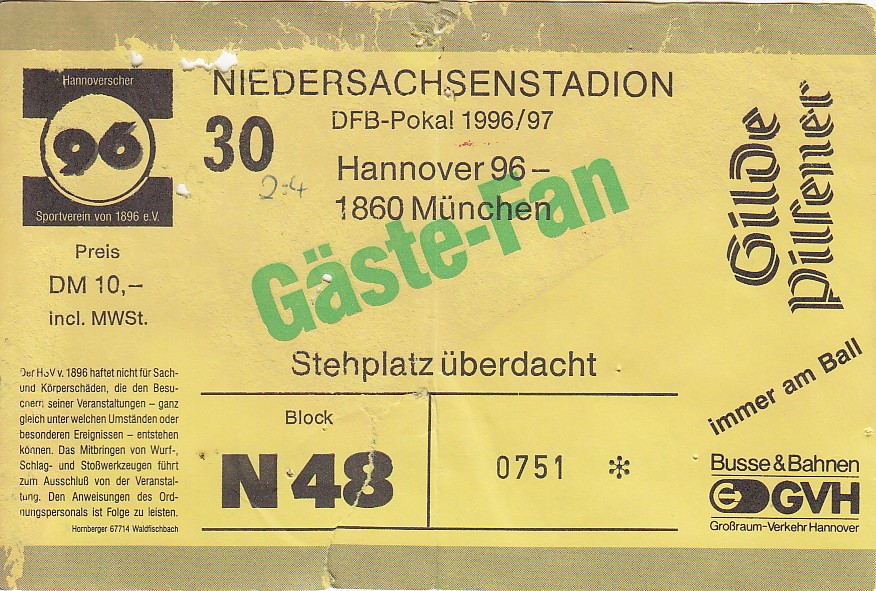 Hannoverscher
96
Sportverein von 1896 e.V.
Preis
DM 10,–
incl. MWSt.
Der HSV v. 1896 haftet nicht für Sach-
und Körperschäden, die den Besu-
chern seiner Veranstaltungen – ganz
gleich unter welchen Umständen oder
besonderen Ereignissen – entstehen
können. Das Mitbringen von Wurf-,
Schlag- und Stoßwerkzeugen führt
zum Ausschluß von der Veranstal-
tung. Den Anweisungen des Ord-
nungspersonals ist Folge zu leisten.
Hornberger 67714 Waldfischbach
NIEDERSACHSENSTADION
DFB-Pokal 1996/97
30
2-4
Hannover 96 –
1860 München
Gäste-Fan
Stehplatz überdacht
Block
N 48
0751 *
Gilde
Pilsener
immer am Ball
Busse & Bahnen
GVH
Großraum-Verkehr Hannover